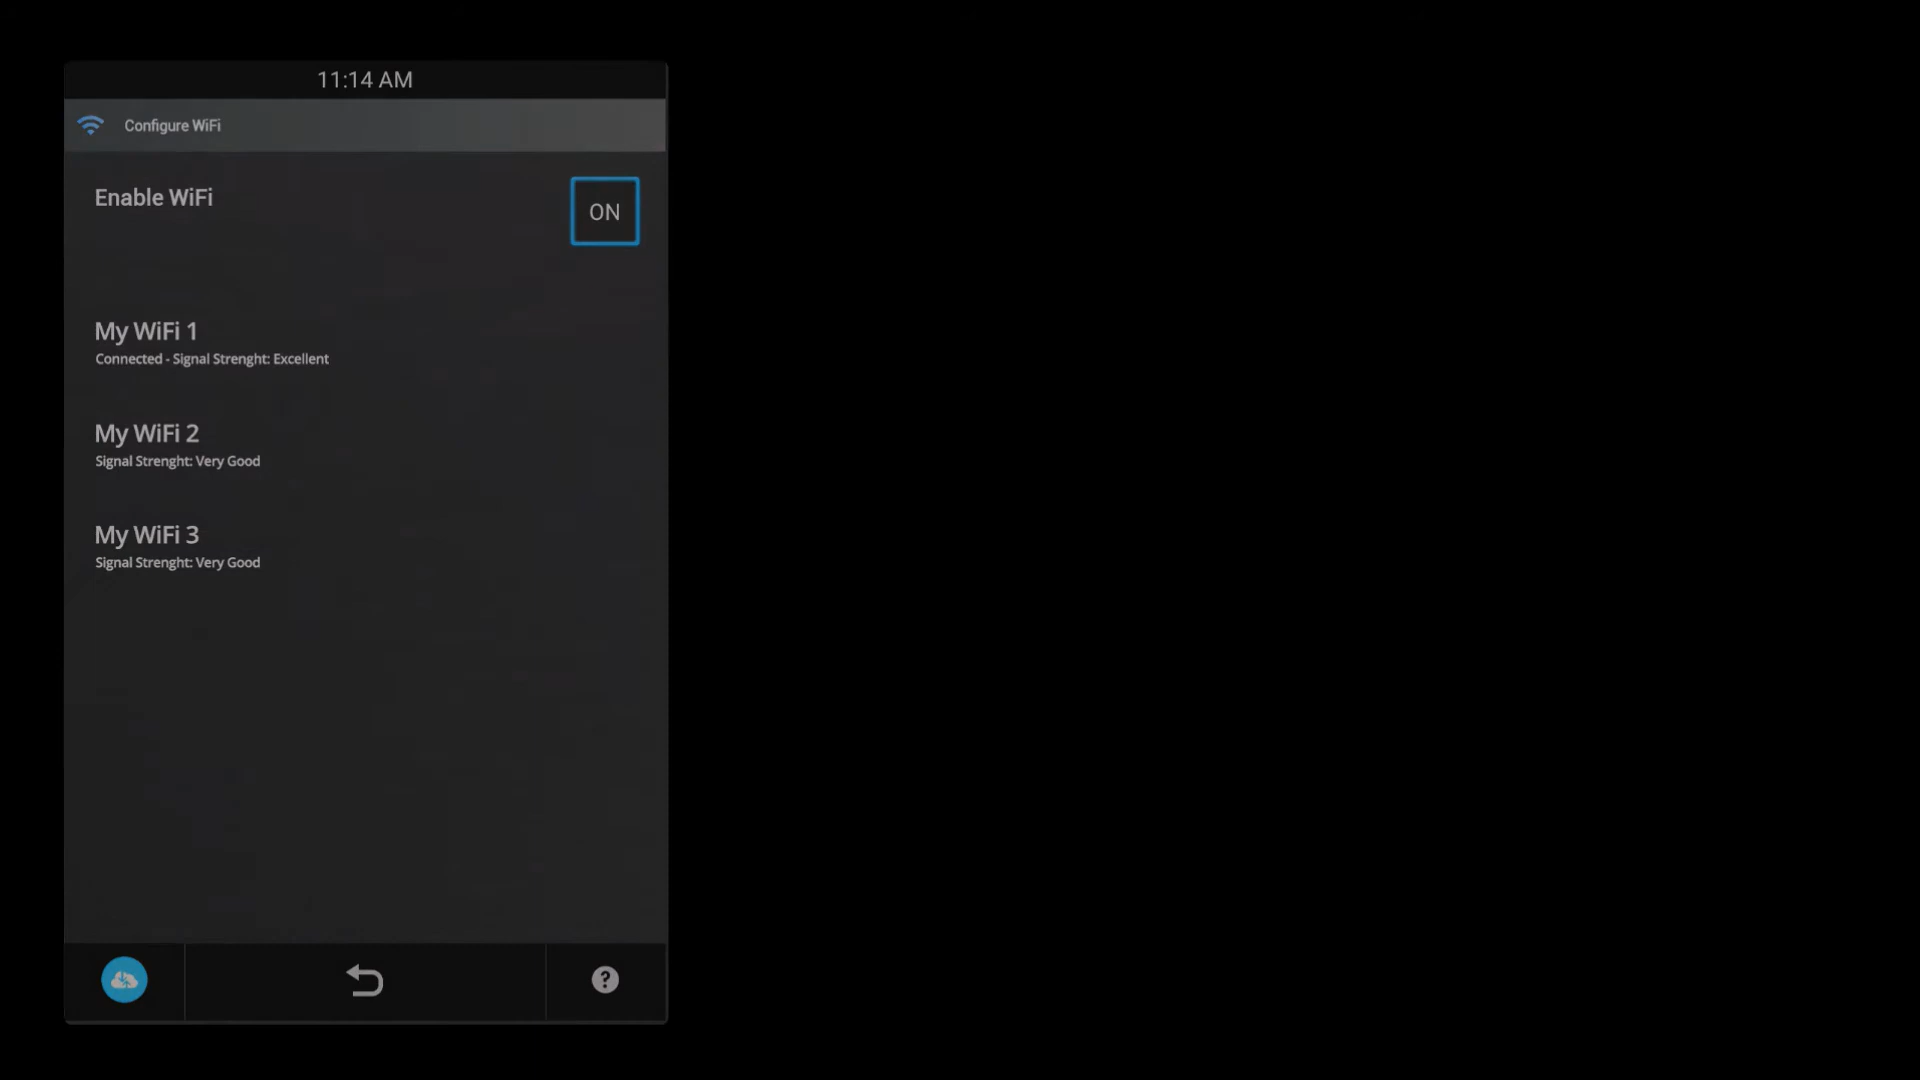 11:14 AM
Configure WiFi
Enable WiFi
ON
My WiFi 1
Connected - Signal Strenght: Excellent
My WiFi 2
Signal Strenght: Very Good
My WiFi 3
Signal Strenght: Very Good
?